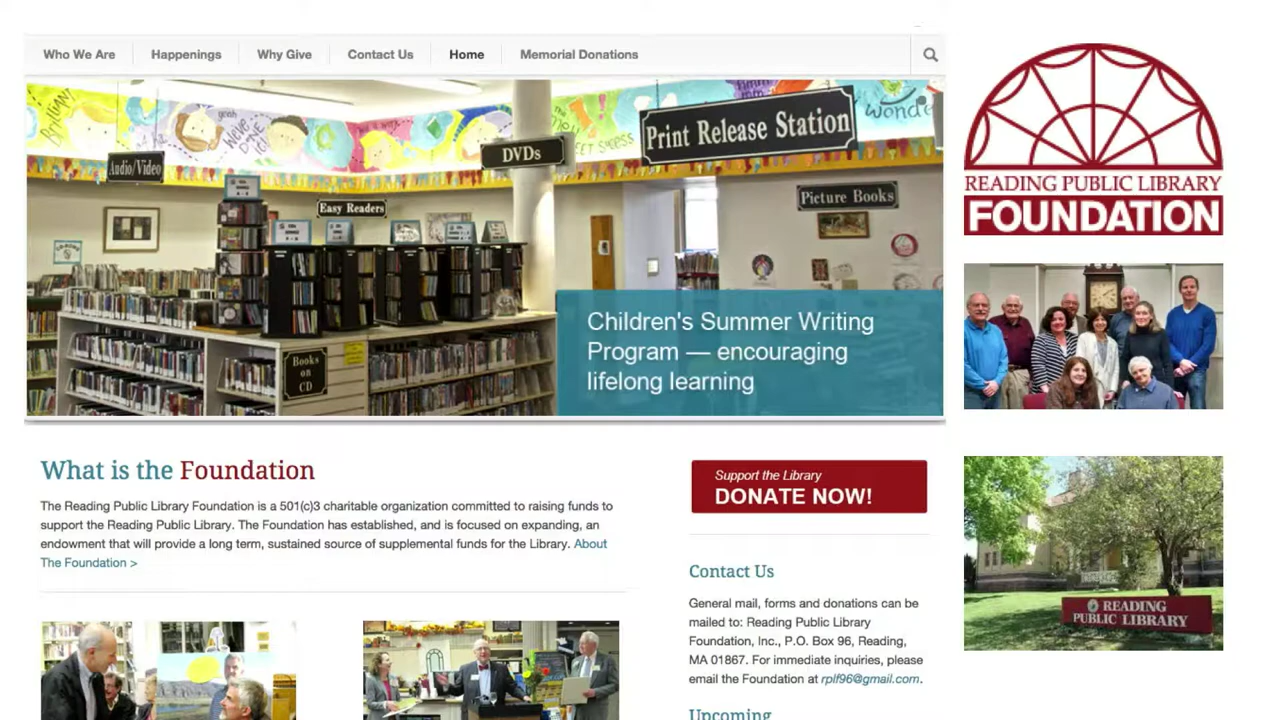 Who We Are
Happenings
Why Give
Contact Us
Home
Memorial Donations
BRILLIANT
WE'VE DONE it!
wonde
Print Release Station
DVDs
Audio/Video
Easy Readers
Picture Books
Books
on
CD
Children's Summer Writing
Program — encouraging
lifelong learning
READING PUBLIC LIBRARY
FOUNDATION
What is the Foundation
The Reading Public Library Foundation is a 501(c)3 charitable organization committed to raising funds to
support the Reading Public Library. The Foundation has established, and is focused on expanding, an
endowment that will provide a long term, sustained source of supplemental funds for the Library. About
The Foundation >
Support the Library
DONATE NOW!
Contact Us
General mail, forms and donations can be
mailed to: Reading Public Library
Foundation, Inc., P.O. Box 96, Reading,
MA 01867. For immediate inquiries, please
email the Foundation at rplf96@gmail.com.
Upcoming
READING
PUBLIC LIBRARY